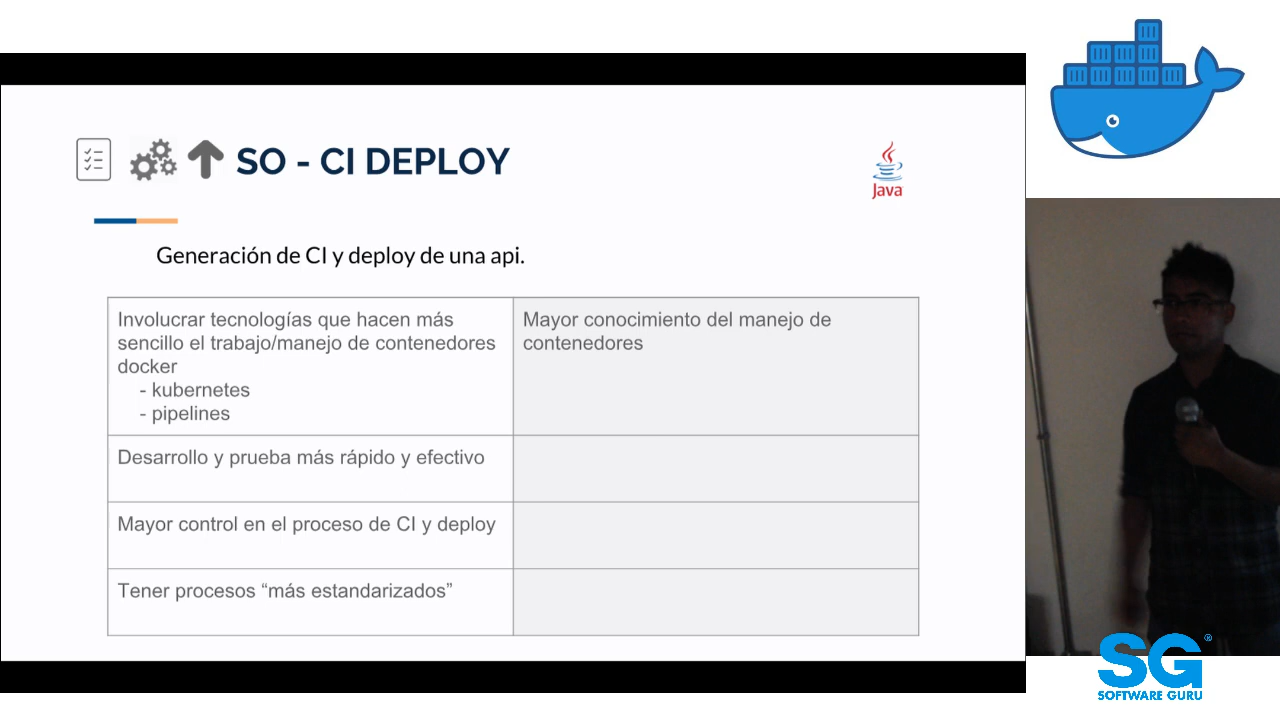 SO - CI DEPLOY
Java
Generación de CI y deploy de una api.
Involucrar tecnologías que hacen más
sencillo el trabajo/manejo de contenedores
docker
- kubernetes
- pipelines
Mayor conocimiento del manejo de
contenedores
Desarrollo y prueba más rápido y efectivo
Mayor control en el proceso de CI y deploy
Tener procesos “más estandarizados”
SG®
SOFTWARE GURU